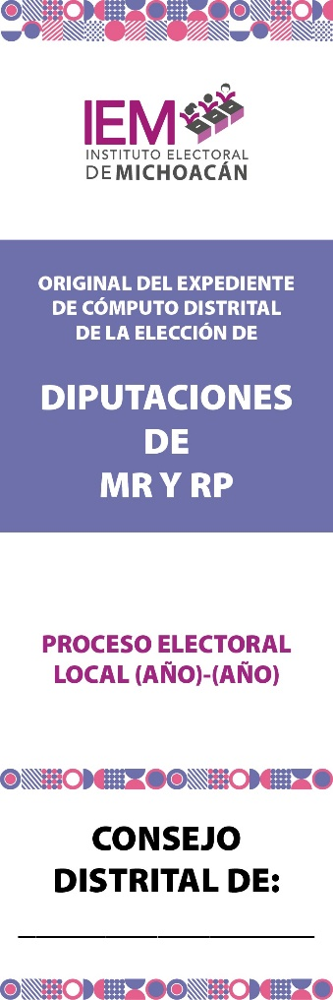 IEM
INSTITUTO ELECTORAL
DE MICHOACÁN
ORIGINAL DEL EXPEDIENTE
DE CÓMPUTO DISTRITAL
DE LA ELECCIÓN DE
DIPUTACIONES
DE
MR Y RP
PROCESO ELECTORAL
LOCAL (AÑO)-(AÑO)
CONSEJO
DISTRITAL DE: